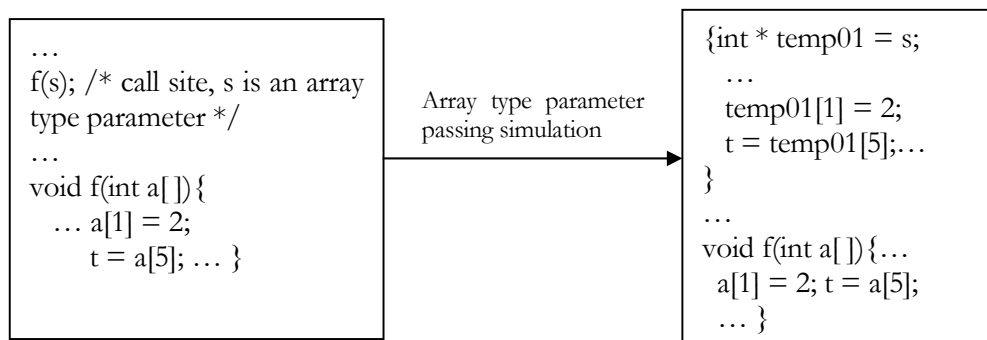 …
f(s); /* call site, s is an array
type parameter */
…
void f(int a[ ]){
… a[1] = 2;
t = a[5]; … }
Array type parameter
passing simulation
{int * temp01 = s;
…
temp01[1] = 2;
t = temp01[5];…
}
…
void f(int a[ ]){…
a[1] = 2; t = a[5];
… }